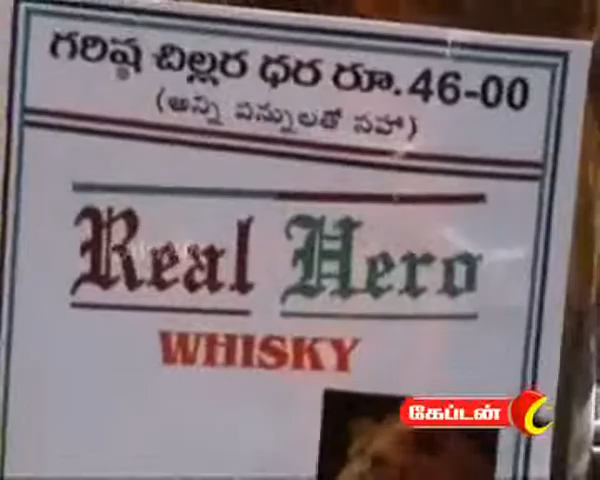 గరిష్ఠ చిల్లర ధర రూ. 46-00
(అన్ని పన్నులతో సహా)
Real Hero
WHISKY
கேப்டன்